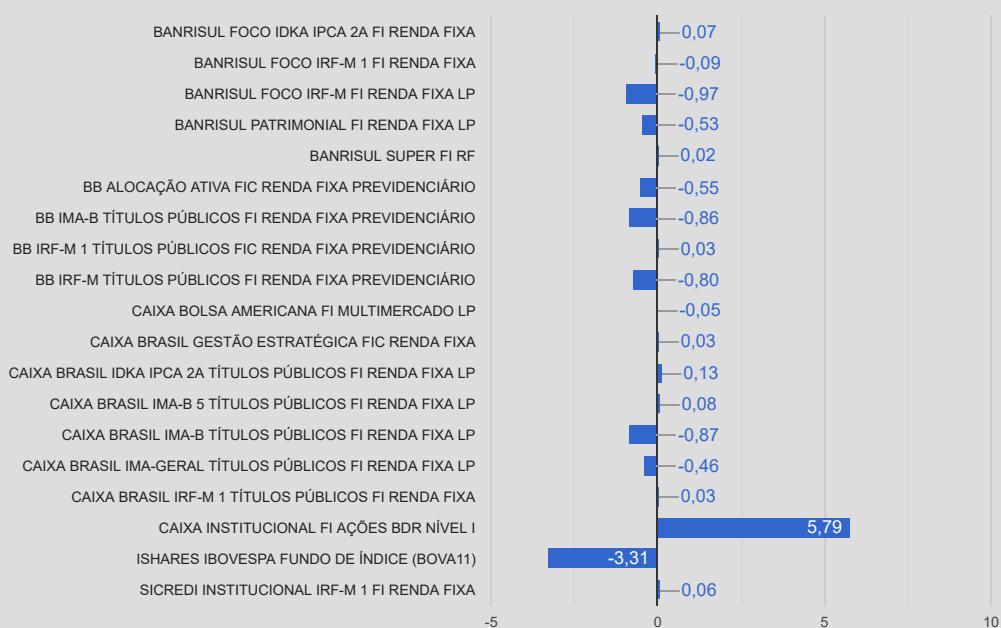 BANRISUL FOCO IDKA IPCA 2A FI RENDA FIXA 0,07
BANRISUL FOCO IRF-M 1 FI RENDA FIXA -0,09
BANRISUL FOCO IRF-M FI RENDA FIXA LP -0,97
BANRISUL PATRIMONIAL FI RENDA FIXA LP -0,53
BANRISUL SUPER FI RF 0,02
BB ALOCAÇÃO ATIVA FIC RENDA FIXA PREVIDENCIÁRIO -0,55
BB IMA-B TÍTULOS PÚBLICOS FI RENDA FIXA PREVIDENCIÁRIO -0,86
BB IRF-M 1 TÍTULOS PÚBLICOS FIC RENDA FIXA PREVIDENCIÁRIO 0,03
BB IRF-M TÍTULOS PÚBLICOS FI RENDA FIXA PREVIDENCIÁRIO -0,80
CAIXA BOLSA AMERICANA FI MULTIMERCADO LP -0,05
CAIXA BRASIL GESTÃO ESTRATÉGICA FIC RENDA FIXA 0,03
CAIXA BRASIL IDKA IPCA 2A TÍTULOS PÚBLICOS FI RENDA FIXA LP 0,13
CAIXA BRASIL IMA-B 5 TÍTULOS PÚBLICOS FI RENDA FIXA LP 0,08
CAIXA BRASIL IMA-B TÍTULOS PÚBLICOS FI RENDA FIXA LP -0,87
CAIXA BRASIL IMA-GERAL TÍTULOS PÚBLICOS FI RENDA FIXA LP -0,46
CAIXA BRASIL IRF-M 1 TÍTULOS PÚBLICOS FI RENDA FIXA 0,03
CAIXA INSTITUCIONAL FI AÇÕES BDR NÍVEL I 5,79
ISHARES IBOVESPA FUNDO DE ÍNDICE (BOVA11) -3,31
SICREDI INSTITUCIONAL IRF-M 1 FI RENDA FIXA 0,06
-5 0 5 10